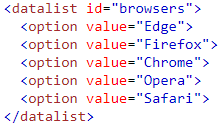 <datalist id="browsers">
  <option value="Edge">
  <option value="Firefox">
  <option value="Chrome">
  <option value="Opera">
  <option value="Safari">
</datalist>